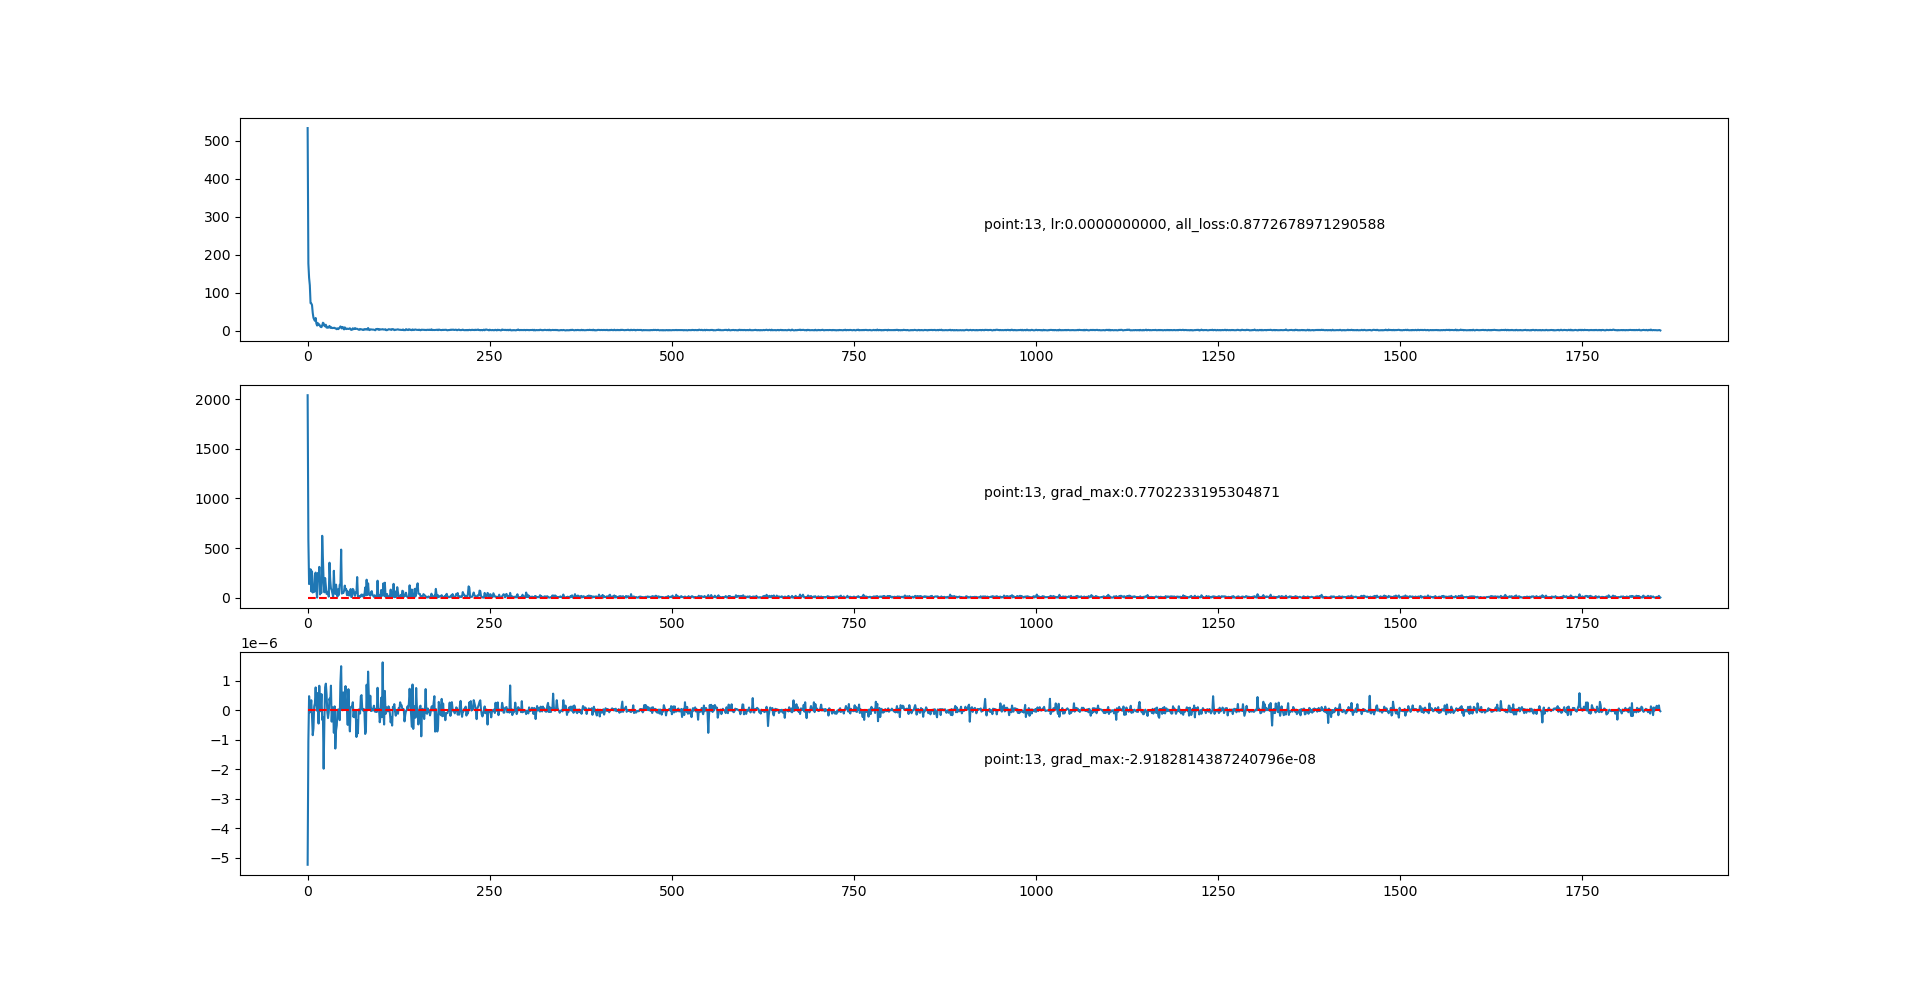 500
400
300
200
100
0
point:13, lr:0.0000000000, all_loss:0.8772678971290588
0 250 500 750 1000 1250 1500 1750
2000
1500
1000
500
0
point:13, grad_max:0.7702233195304871
0 250 500 750 1000 1250 1500 1750
1e−6
1
0
−1
−2
−3
−4
−5
point:13, grad_max:-2.9182814387240796e-08
0 250 500 750 1000 1250 1500 1750